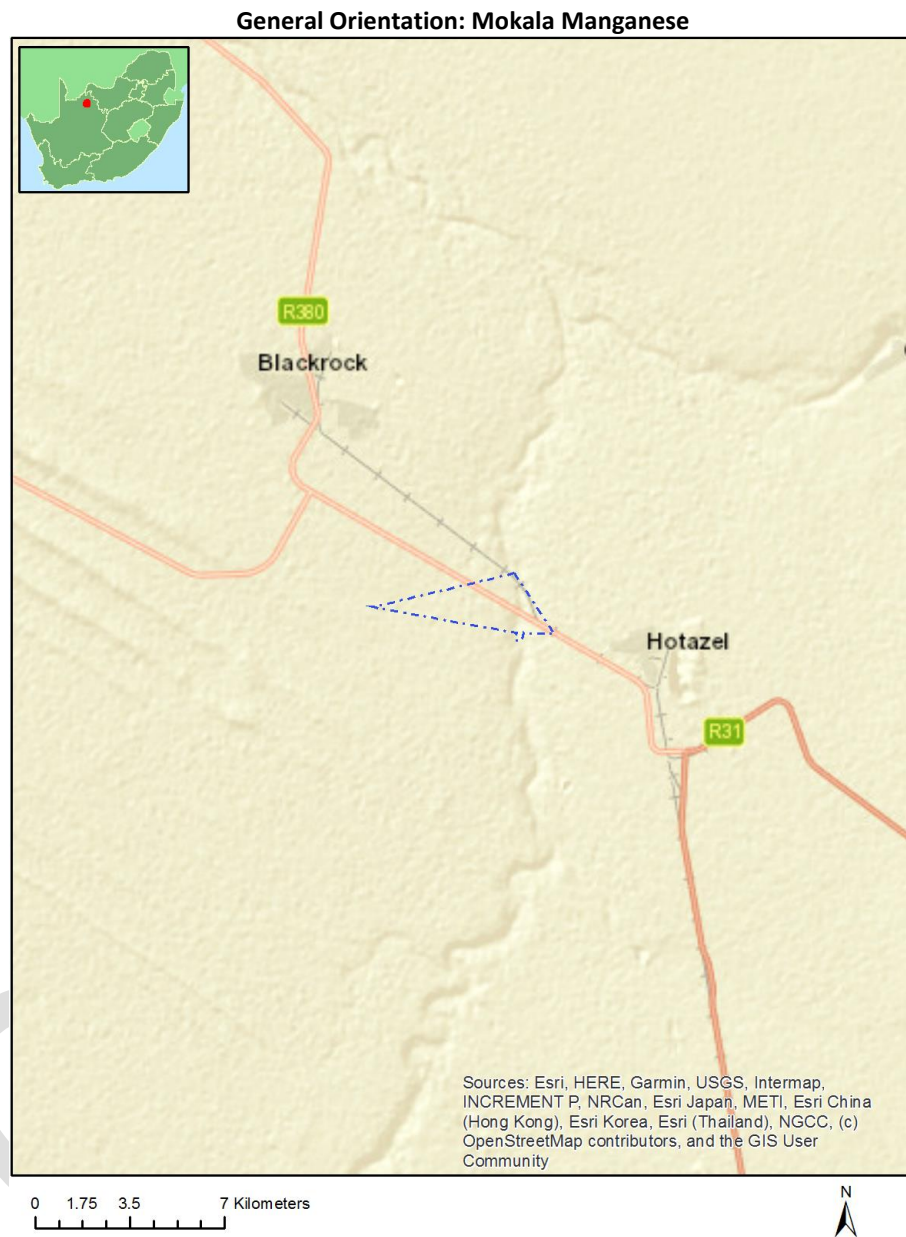 General Orientation: Mokala Manganese
R380
Blackrock
Hotazel
R31
Sources: Esri, HERE, Garmin, USGS, Intermap,
INCREMENT P, NRCan, Esri Japan, METI, Esri China
(Hong Kong), Esri Korea, Esri (Thailand), NGCC, (c)
OpenStreetMap contributors, and the GIS User
Community
0 1.75 3.5 7 Kilometers
N